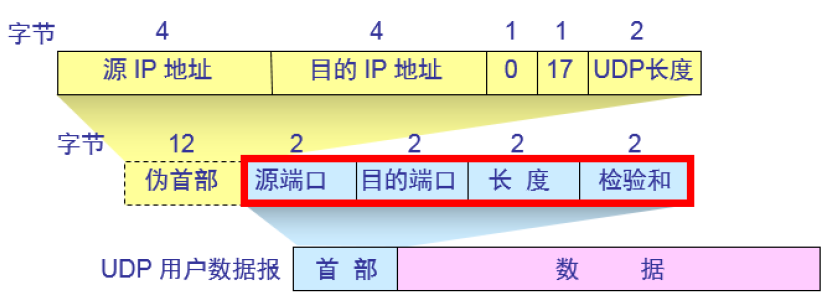 字节 4 4 1 1 2
源 IP 地址 目的 IP 地址 0 17 UDP长度
字节 12 2 2 2 2
伪首部 源端口 目的端口 长 度 检验和
UDP 用户数据报 首 部 数 据